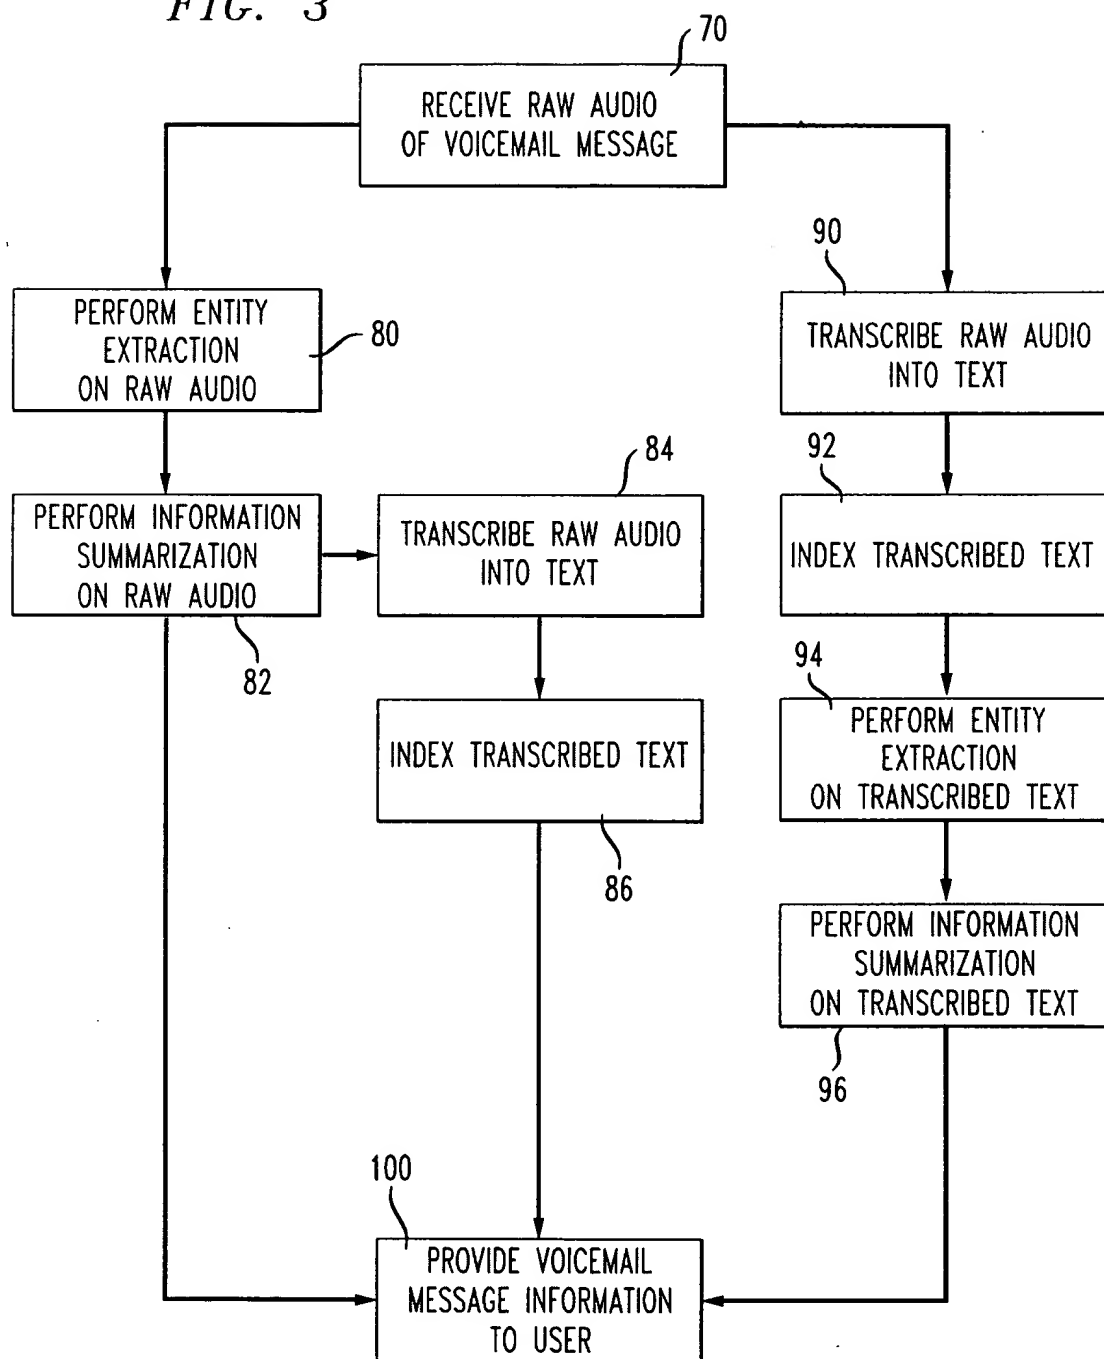 FIG. 3
70
RECEIVE RAW AUDIO
OF VOICEMAIL MESSAGE
80
PERFORM ENTITY
EXTRACTION
ON RAW AUDIO
90
TRANSCRIBE RAW AUDIO
INTO TEXT
82
PERFORM INFORMATION
SUMMARIZATION
ON RAW AUDIO
84
TRANSCRIBE RAW AUDIO
INTO TEXT
92
INDEX TRANSCRIBED TEXT
86
INDEX TRANSCRIBED TEXT
94
PERFORM ENTITY
EXTRACTION
ON TRANSCRIBED TEXT
96
PERFORM INFORMATION
SUMMARIZATION
ON TRANSCRIBED TEXT
100
PROVIDE VOICEMAIL
MESSAGE INFORMATION
TO USER